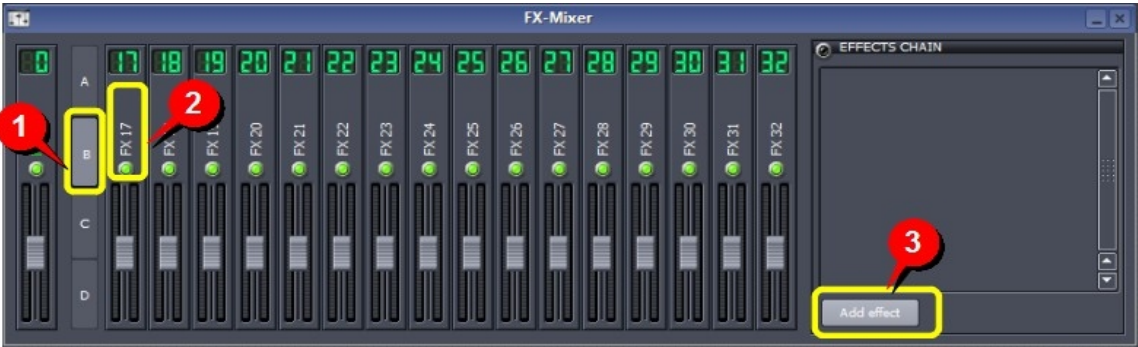 FX-Mixer
0
A
B
C
D
17 18 19 20 21 22 23 24 25 26 27 28 29 30 31 32
FX 17
FX 20
FX 21
FX 22
FX 23
FX 24
FX 25
FX 26
FX 27
FX 28
FX 29
FX 30
FX 31
FX 32
EFFECTS CHAIN
Add effect
1
2
3